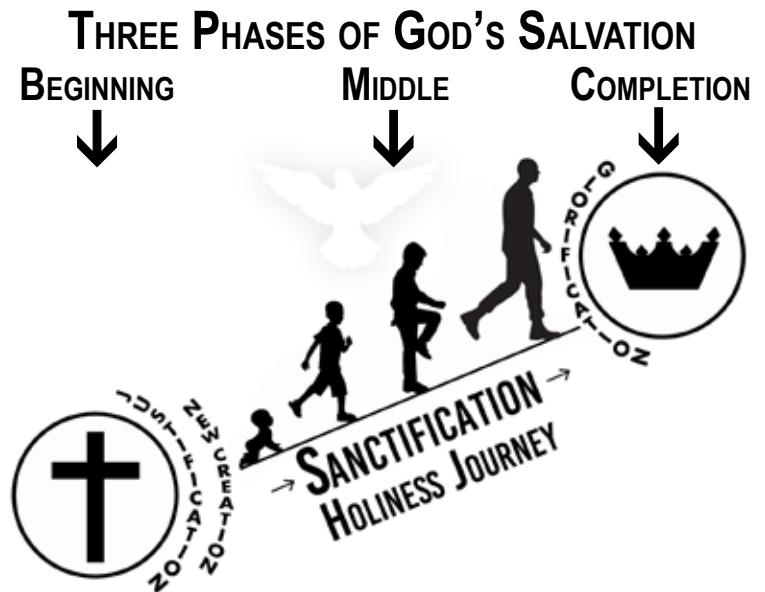 Three Phases of God's Salvation
Beginning Middle Completion
Justification
New Creation
Sanctification
Holiness Journey
Glorification